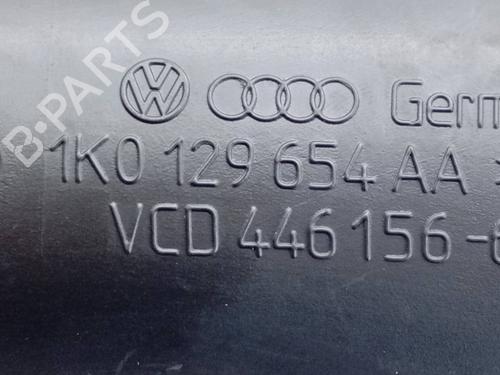 B-PARTS
Germ
1K0 129 654 AA
VCD 446 156-